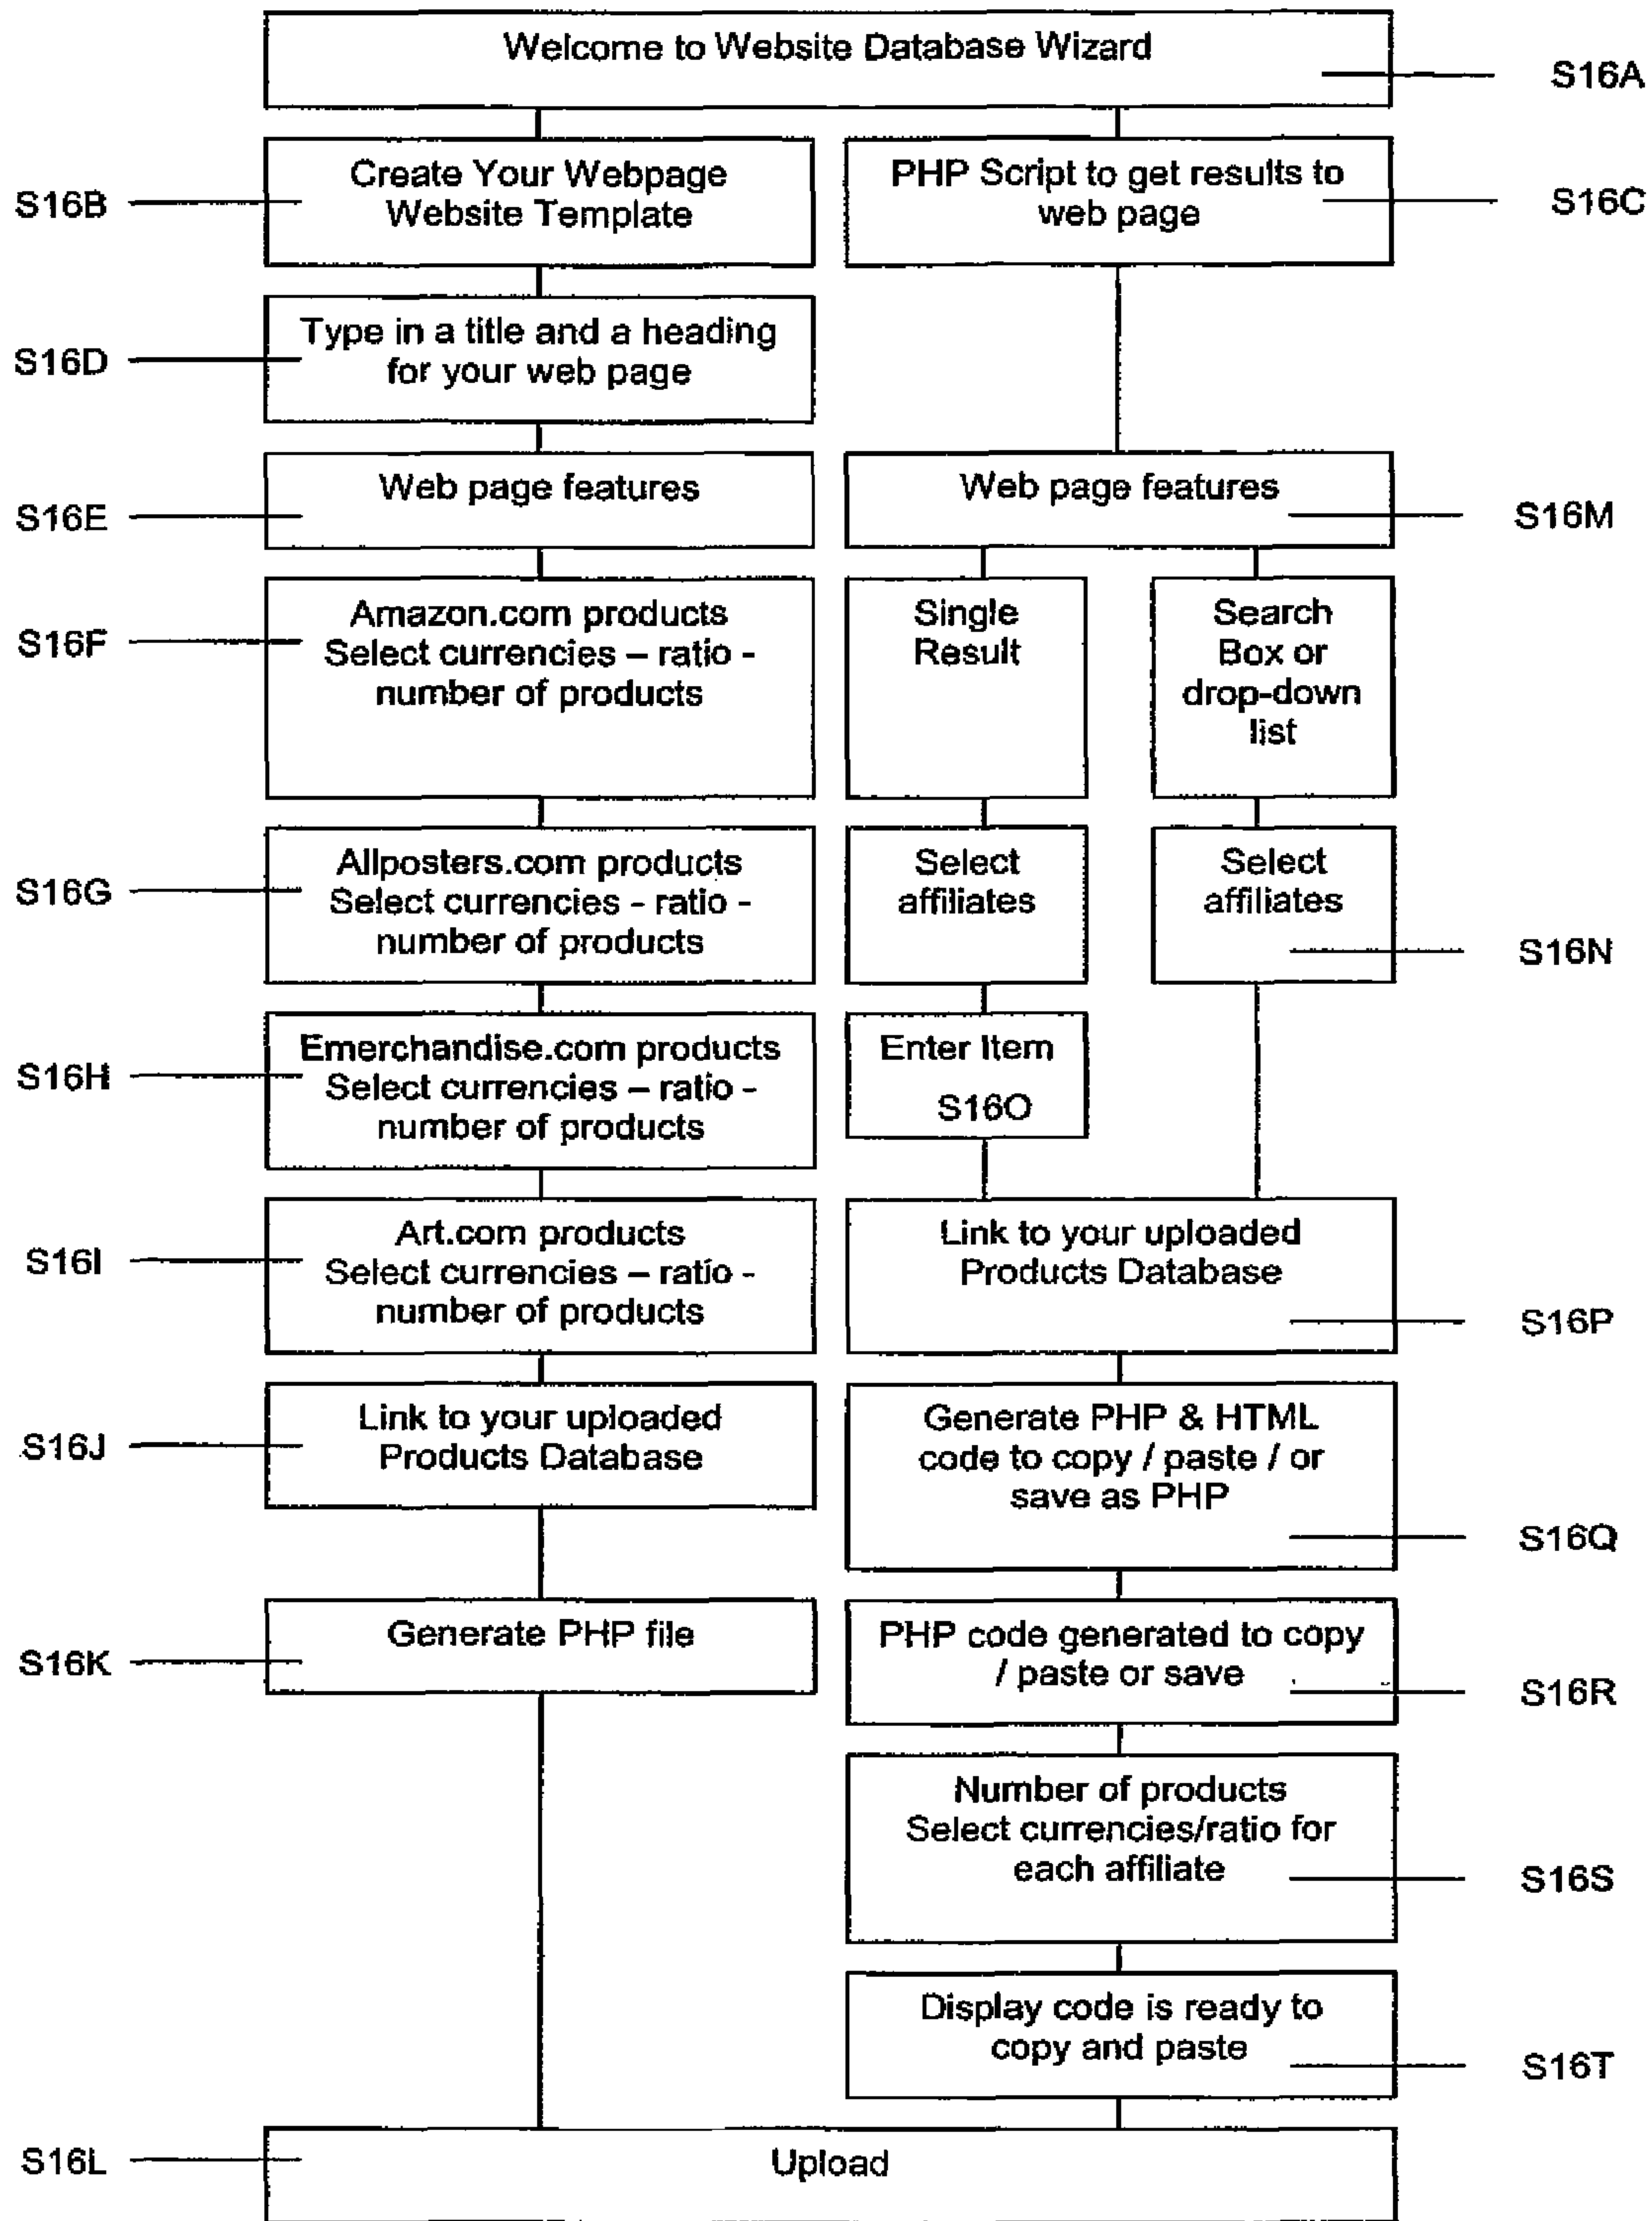 Welcome to Website Database Wizard
S16A
S16B
Create Your Webpage
Website Template
PHP Script to get results to
web page
S16C
S16D
Type in a title and a heading
for your web page
S16E
Web page features
Web page features
S16M
S16F
Amazon.com products
Select currencies – ratio -
number of products
Single
Result
Search
Box or
drop-down
list
S16G
Allposters.com products
Select currencies - ratio -
number of products
Select
affiliates
Select
affiliates
S16N
S16H
Emerchandise.com products
Select currencies – ratio -
number of products
Enter Item
S16O
S16I
Art.com products
Select currencies – ratio -
number of products
Link to your uploaded
Products Database
S16P
S16J
Link to your uploaded
Products Database
Generate PHP & HTML
code to copy / paste / or
save as PHP
S16Q
S16K
Generate PHP file
PHP code generated to copy
/ paste or save
S16R
Number of products
Select currencies/ratio for
each affiliate
S16S
Display code is ready to
copy and paste
S16T
S16L
Upload